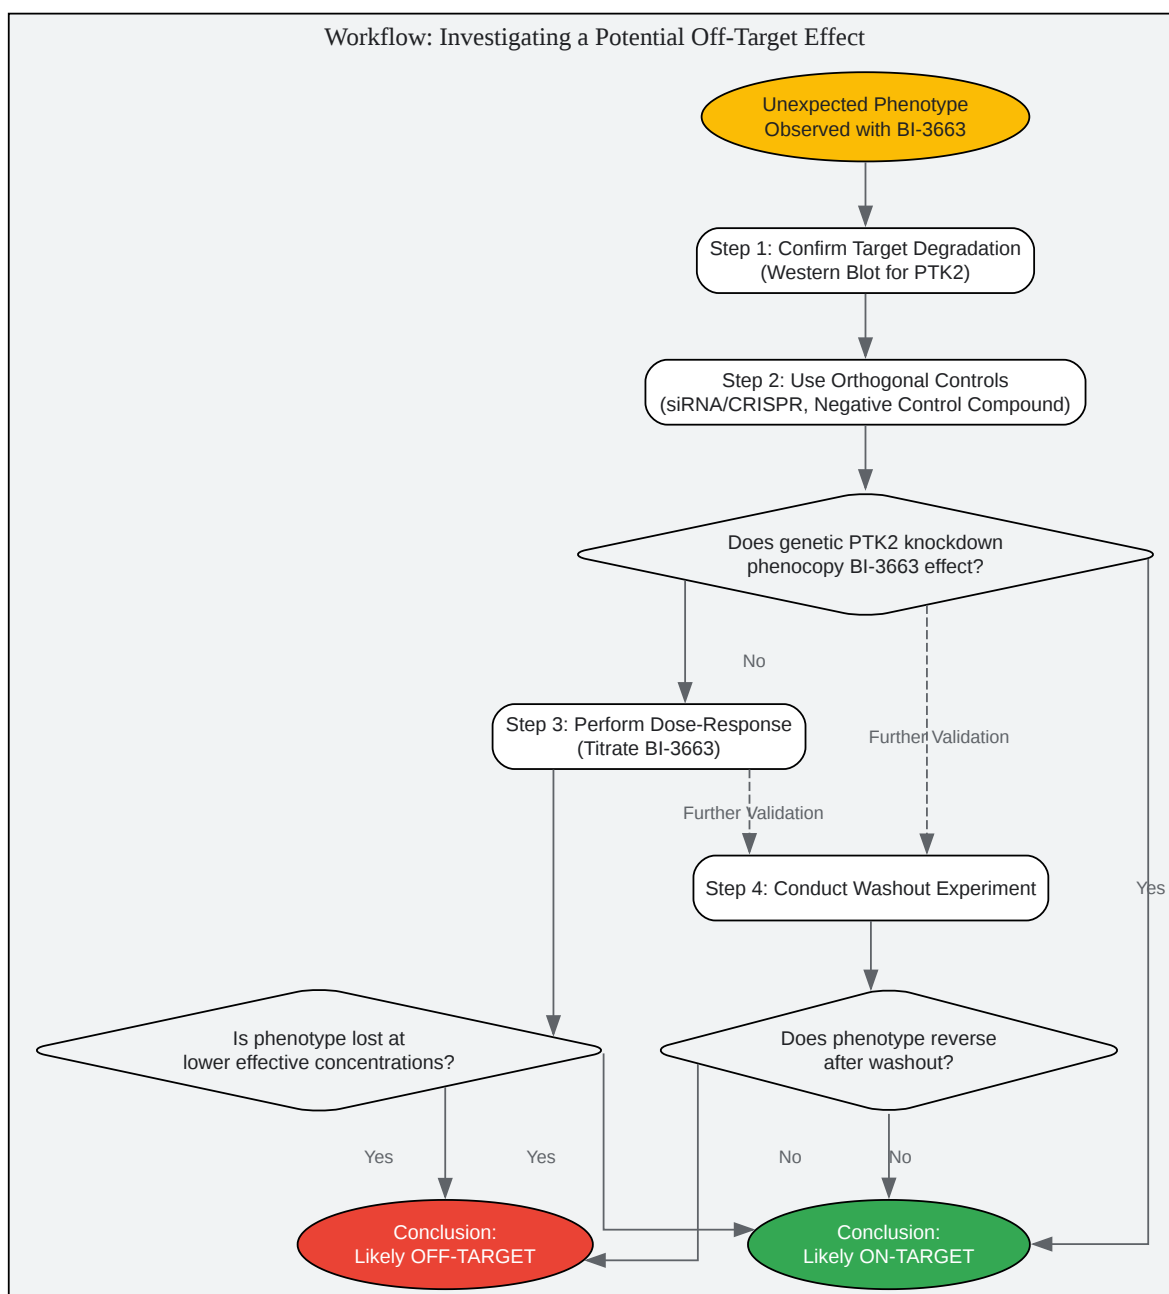 Workflow: Investigating a Potential Off-Target Effect
Unexpected Phenotype
Observed with BI-3663
Step 1: Confirm Target Degradation
(Western Blot for PTK2)
Step 2: Use Orthogonal Controls
(siRNA/CRISPR, Negative Control Compound)
Does genetic PTK2 knockdown
phenocopy BI-3663 effect?
No
Step 3: Perform Dose-Response
(Titrate BI-3663)
Further Validation
Further Validation
Step 4: Conduct Washout Experiment
Yes
Is phenotype lost at
lower effective concentrations?
Does phenotype reverse
after washout?
Yes
Yes
No
No
Conclusion:
Likely OFF-TARGET
Conclusion:
Likely ON-TARGET